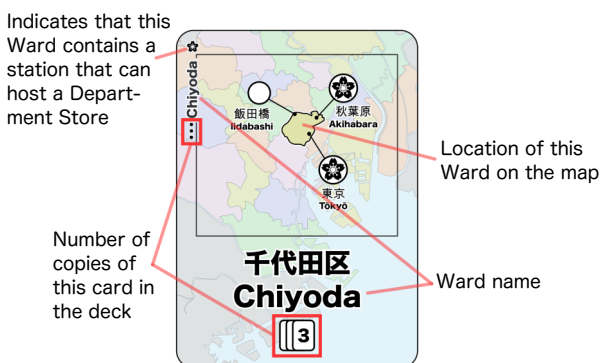 Indicates that this
Ward contains a
station that can
host a Depart-
ment Store
Chiyoda
飯田橋
Iidabashi
秋葉原
Akihabara
東京
Tōkyō
Location of this
Ward on the map
Number of
copies of
this card in
the deck
千代田区
Chiyoda
3
Ward name